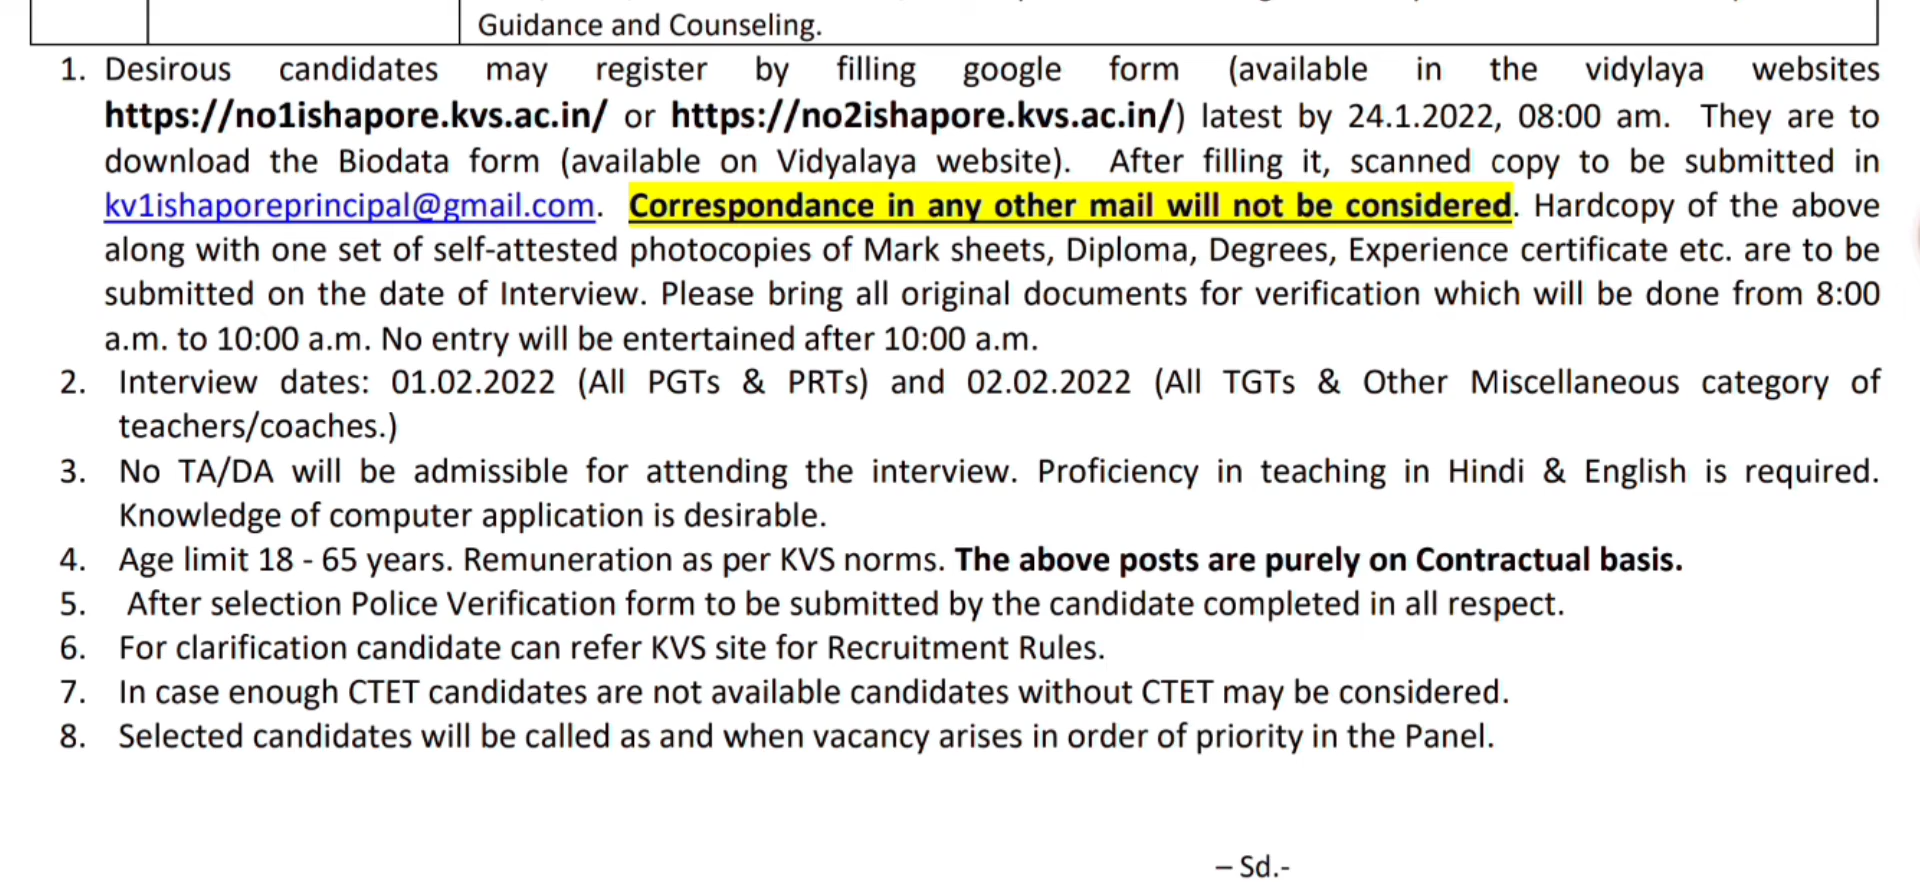 Guidance and Counseling.
1. Desirous candidates may register by filling google form (available in the vidylaya websites
https://no1ishapore.kvs.ac.in/ or https://no2ishapore.kvs.ac.in/) latest by 24.1.2022, 08:00 am. They are to
download the Biodata form (available on Vidyalaya website). After filling it, scanned copy to be submitted in
kv1ishaporeprincipal@gmail.com. Correspondance in any other mail will not be considered. Hardcopy of the above
along with one set of self-attested photocopies of Mark sheets, Diploma, Degrees, Experience certificate etc. are to be
submitted on the date of Interview. Please bring all original documents for verification which will be done from 8:00
a.m. to 10:00 a.m. No entry will be entertained after 10:00 a.m.
2. Interview dates: 01.02.2022 (All PGTs & PRTs) and 02.02.2022 (All TGTs & Other Miscellaneous category of
teachers/coaches.)
3. No TA/DA will be admissible for attending the interview. Proficiency in teaching in Hindi & English is required.
Knowledge of computer application is desirable.
4. Age limit 18 - 65 years. Remuneration as per KVS norms. The above posts are purely on Contractual basis.
5. After selection Police Verification form to be submitted by the candidate completed in all respect.
6. For clarification candidate can refer KVS site for Recruitment Rules.
7. In case enough CTET candidates are not available candidates without CTET may be considered.
8. Selected candidates will be called as and when vacancy arises in order of priority in the Panel.
– Sd.-